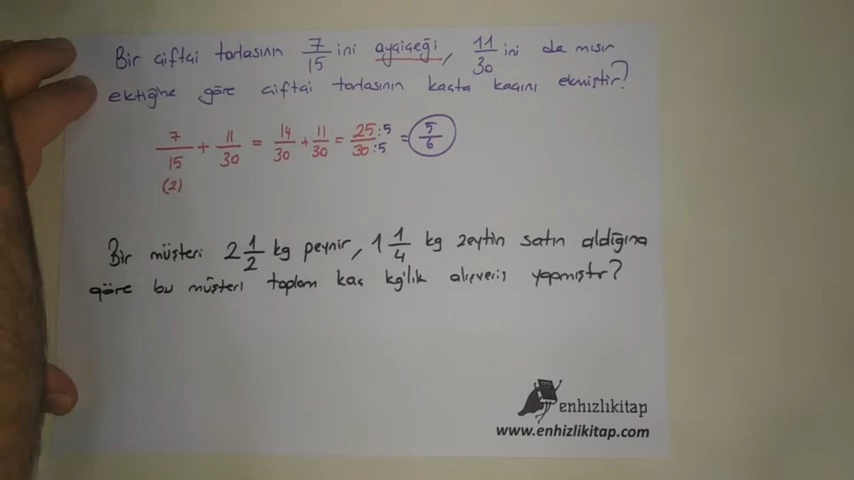 Bir çiftçi tarlasının 7/15 ini ayçiçeği, 11/30 ini de mısır
ektiğine göre çiftçi tarlasının kaçta kaçını ekmiştir?
7/15 + 11/30 = 14/30 + 11/30 = 25:5/30:5 = 5/6
(2)
Bir müşteri 2 1/2 kg peynir, 1 1/4 kg zeytin satın aldığına
göre bu müşteri toplam kaç kg'lık alışveriş yapmıştır?
enhızlıkitap
www.enhizlikitap.com